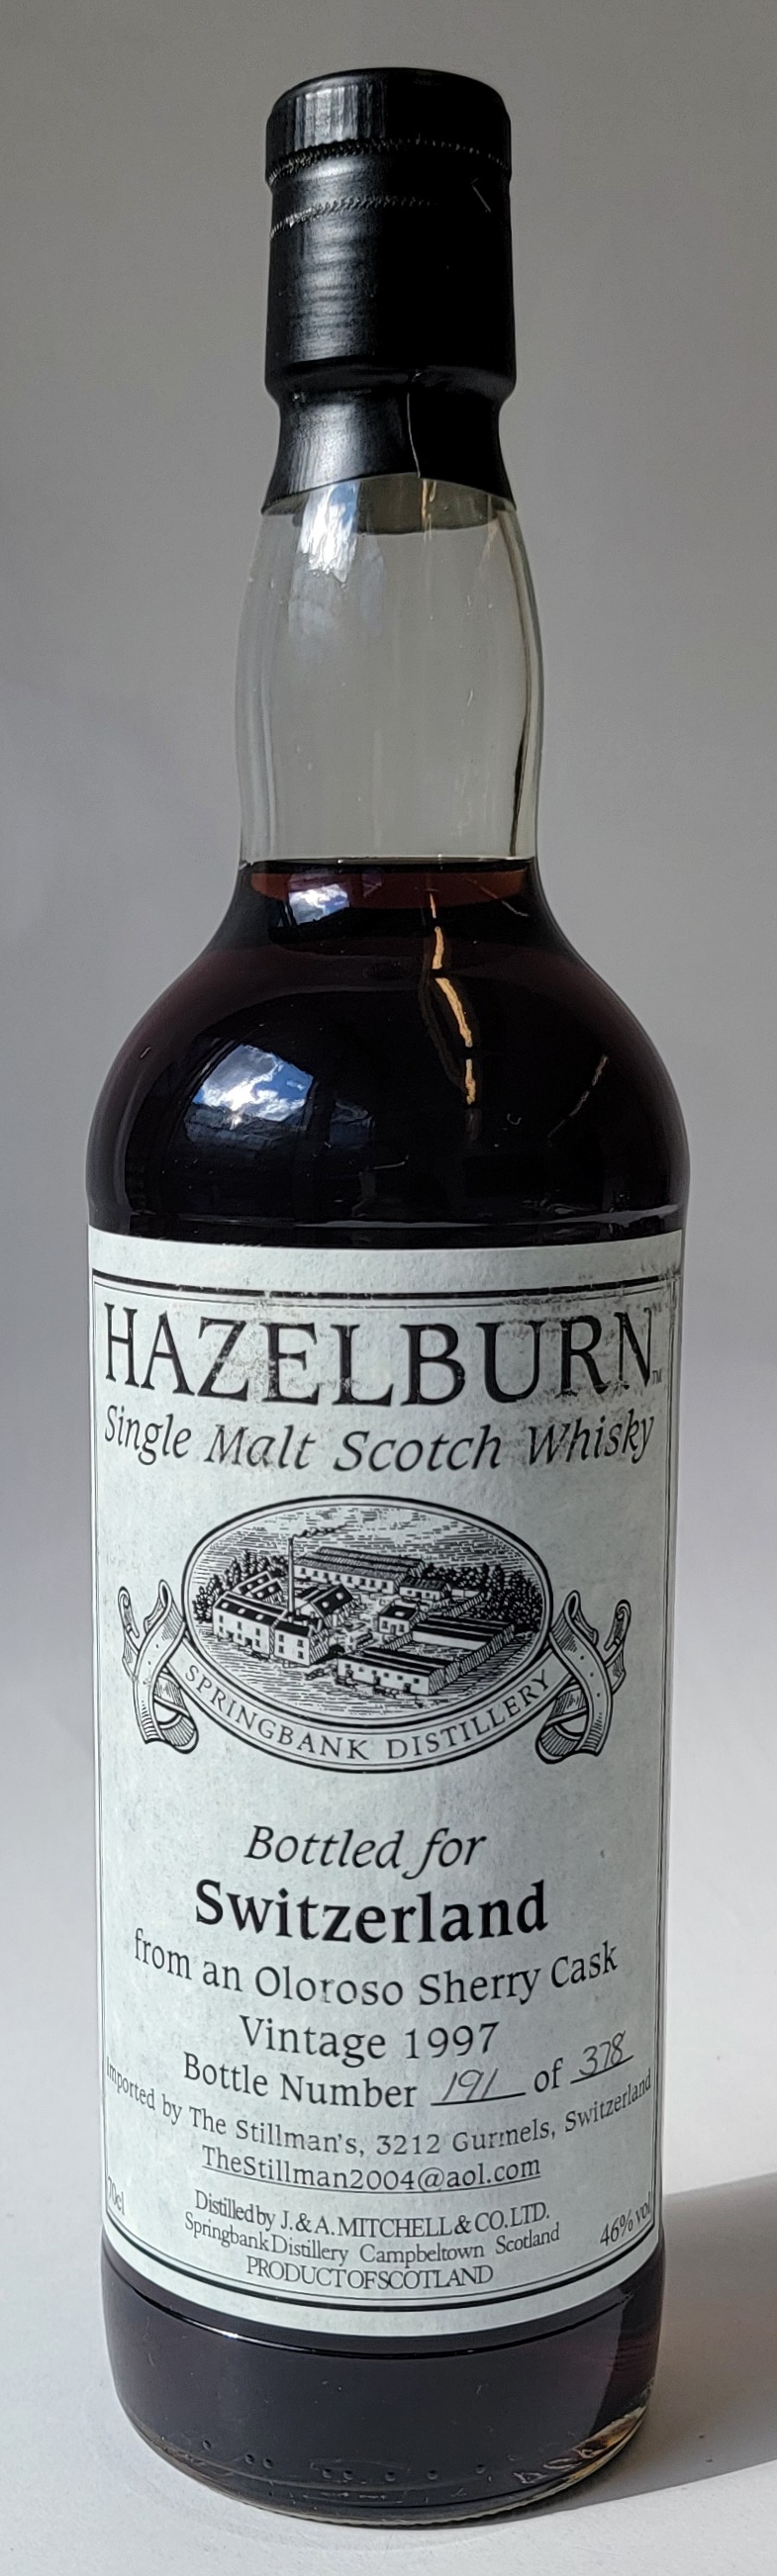 HAZELBURN™
Single Malt Scotch Whisky
SPRINGBANK DISTILLERY
Bottled for
Switzerland
from an Oloroso Sherry Cask
Vintage 1997
Bottle Number 191 of 378
Imported by The Stillman's, 3212 Gurmels, Switzerland
TheStillman2004@aol.com
70cl
Distilled by J. & A. MITCHELL & CO. LTD.
Springbank Distillery Campbeltown Scotland
46% vol
PRODUCT OF SCOTLAND